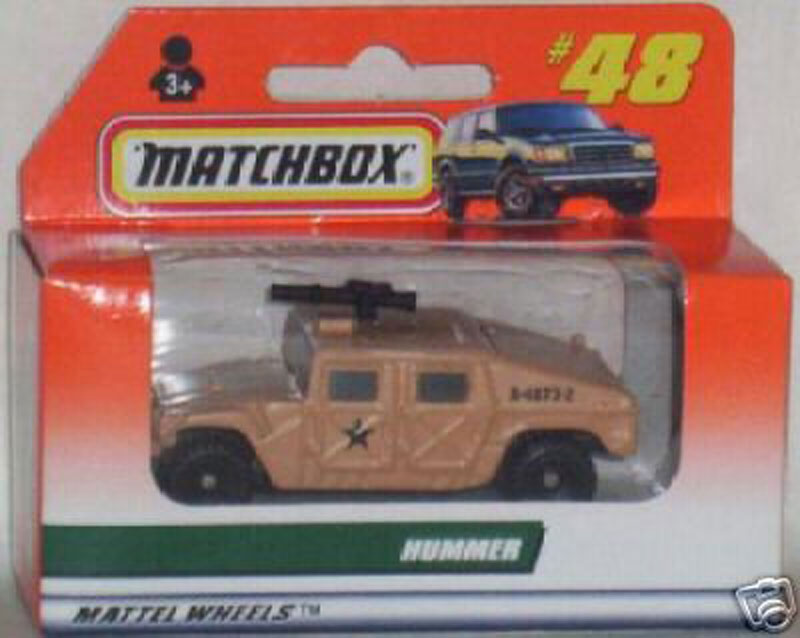 #48
3+
MATCHBOX®
8-4873-2
HUMMER
MATTEL WHEELS™